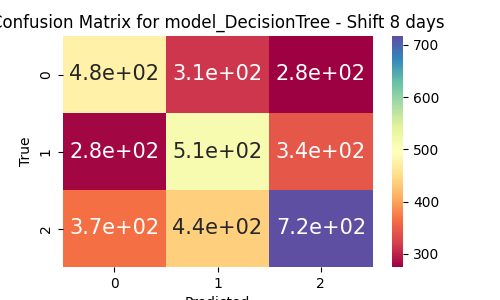 Confusion Matrix for model_DecisionTree - Shift 8 days
0 4.8e+02 3.1e+02 2.8e+02
1 2.8e+02 5.1e+02 3.4e+02
2 3.7e+02 4.4e+02 7.2e+02
0 1 2
True
Predicted
700
600
500
400
300